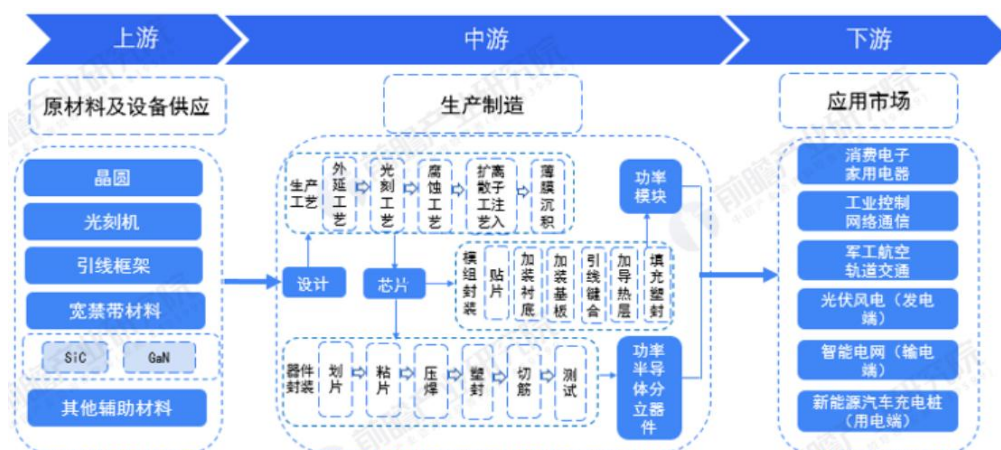 上游
中游
下游
原材料及设备供应
生产制造
应用市场
晶圆
光刻机
引线框架
宽禁带材料
SiC
GaN
其他辅助材料
生产
工艺
外延工艺
光刻工艺
腐蚀工艺
扩散工艺
离子注入
薄膜沉积
设计
芯片
模组封装
贴片
加装衬底
加装基板
引线键合
加导热层
填充塑封
功率
模块
器件
封装
划片
粘片
压焊
塑封
切筋
测试
功率
半导
体分
立器
件
消费电子
家用电器
工业控制
网络通信
军工航空
轨道交通
光伏风电（发电
端）
智能电网（输电
端）
新能源汽车充电桩
（用电端）
前瞻产业研究院